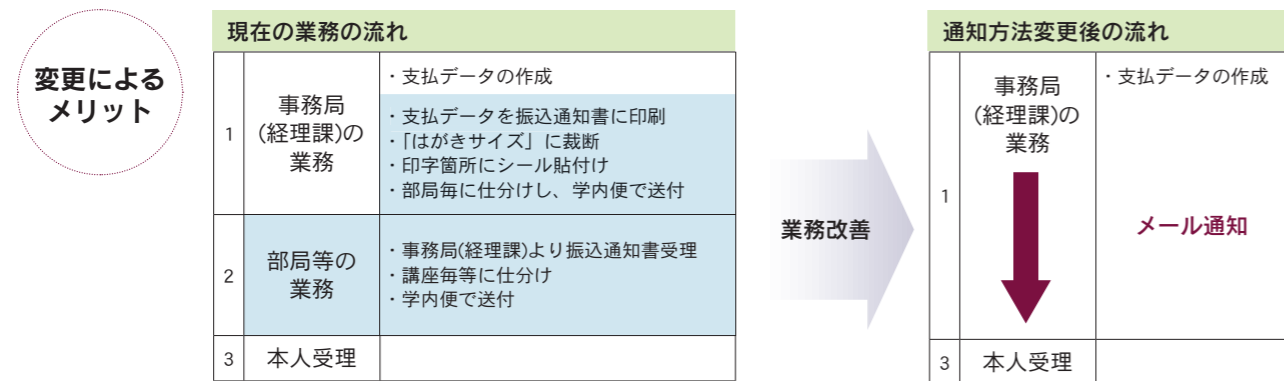 変更による
メリット
現在の業務の流れ
1
事務局
(経理課)の
業務
・支払データの作成
・支払データを振込通知書に印刷
・「はがきサイズ」に裁断
・印字箇所にシール貼付け
・部局毎に仕分けし、学内便で送付
2
部局等の
業務
・事務局(経理課)より振込通知書受理
・講座毎等に仕分け
・学内便で送付
3
本人受理
業務改善
通知方法変更後の流れ
1
事務局
(経理課)の
業務
・支払データの作成
メール通知
3
本人受理